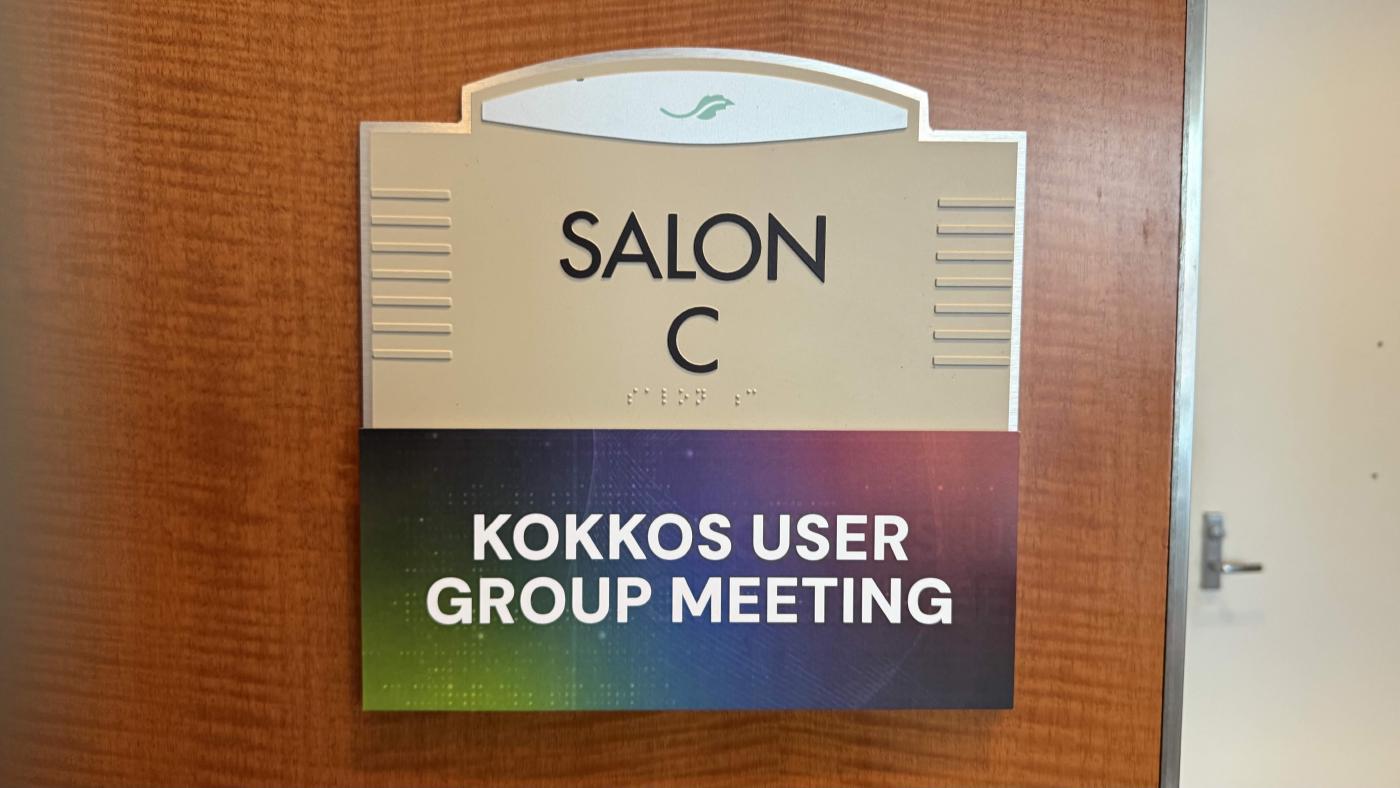 SALON
C
KOKKOS USER
GROUP MEETING